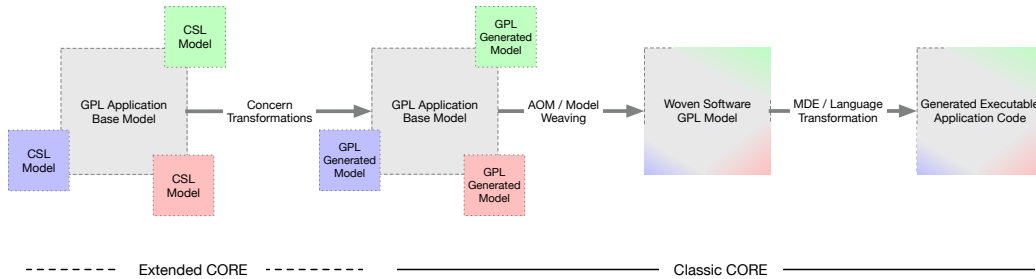 CSL
Model
GPL Application
Base Model
CSL
Model
CSL
Model
Concern
Transformations
GPL
Generated
Model
GPL Application
Base Model
GPL
Generated
Model
GPL
Generated
Model
AOM / Model
Weaving
Woven Software
GPL Model
MDE / Language
Transformation
Generated Executable
Application Code
Extended CORE
Classic CORE